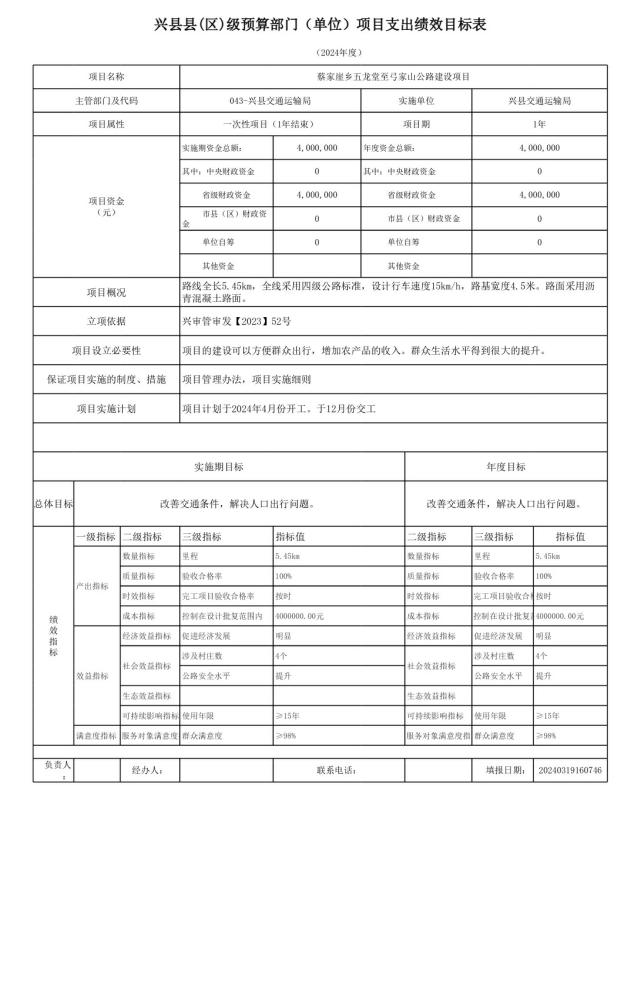 兴县县(区)级预算部门（单位）项目支出绩效目标表
（2024年度）
项目名称 蔡家崖乡五龙堂至弓家山公路建设项目
主管部门及代码 043-兴县交通运输局 实施单位 兴县交通运输局
项目属性 一次性项目（1年结束） 项目期 1年
项目资金
（元）
实施期资金总额： 4,000,000 年度资金总额： 4,000,000
其中：中央财政资金 0 其中：中央财政资金 0
省级财政资金 4,000,000 省级财政资金 4,000,000
市县（区）财政资金 0 市县（区）财政资金 0
单位自筹 0 单位自筹 0
其他资金 其他资金
项目概况 路线全长5.45km，全线采用四级公路标准，设计行车速度15km/h，路基宽度4.5米。路面采用沥
青混凝土路面。
立项依据 兴审管审发【2023】52号
项目设立必要性 项目的建设可以方便群众出行，增加农产品的收入。群众生活水平得到很大的提升。
保证项目实施的制度、措施 项目管理办法，项目实施细则
项目实施计划 项目计划于2024年4月份开工。于12月份交工
实施期目标 年度目标
总体目标 改善交通条件，解决人口出行问题。 改善交通条件，解决人口出行问题。
绩效指标
一级指标 二级指标 三级指标 指标值 二级指标 三级指标 指标值
产出指标
数量指标 里程 5.45km 数量指标 里程 5.45km
质量指标 验收合格率 100% 质量指标 验收合格率 100%
时效指标 完工项目验收合格率 按时 时效指标 完工项目验收合 按时
成本指标 控制在设计批复范围内 4000000.00元 成本指标 控制在设计批 4000000.00元
效益指标
经济效益指标 促进经济发展 明显 经济效益指标 促进经济发展 明显
社会效益指标 涉及村庄数 4个 社会效益指标 涉及村庄数 4个
公路安全水平 提升 公路安全水平 提升
生态效益指标 生态效益指标
可持续影响指标 使用年限 ≥15年 可持续影响指标 使用年限 ≥15年
满意度指标 服务对象满意度 群众满意度 ≥98% 服务对象满意度指 群众满意度 ≥98%
负责人： 经办人： 联系电话： 填报日期： 20240319160746